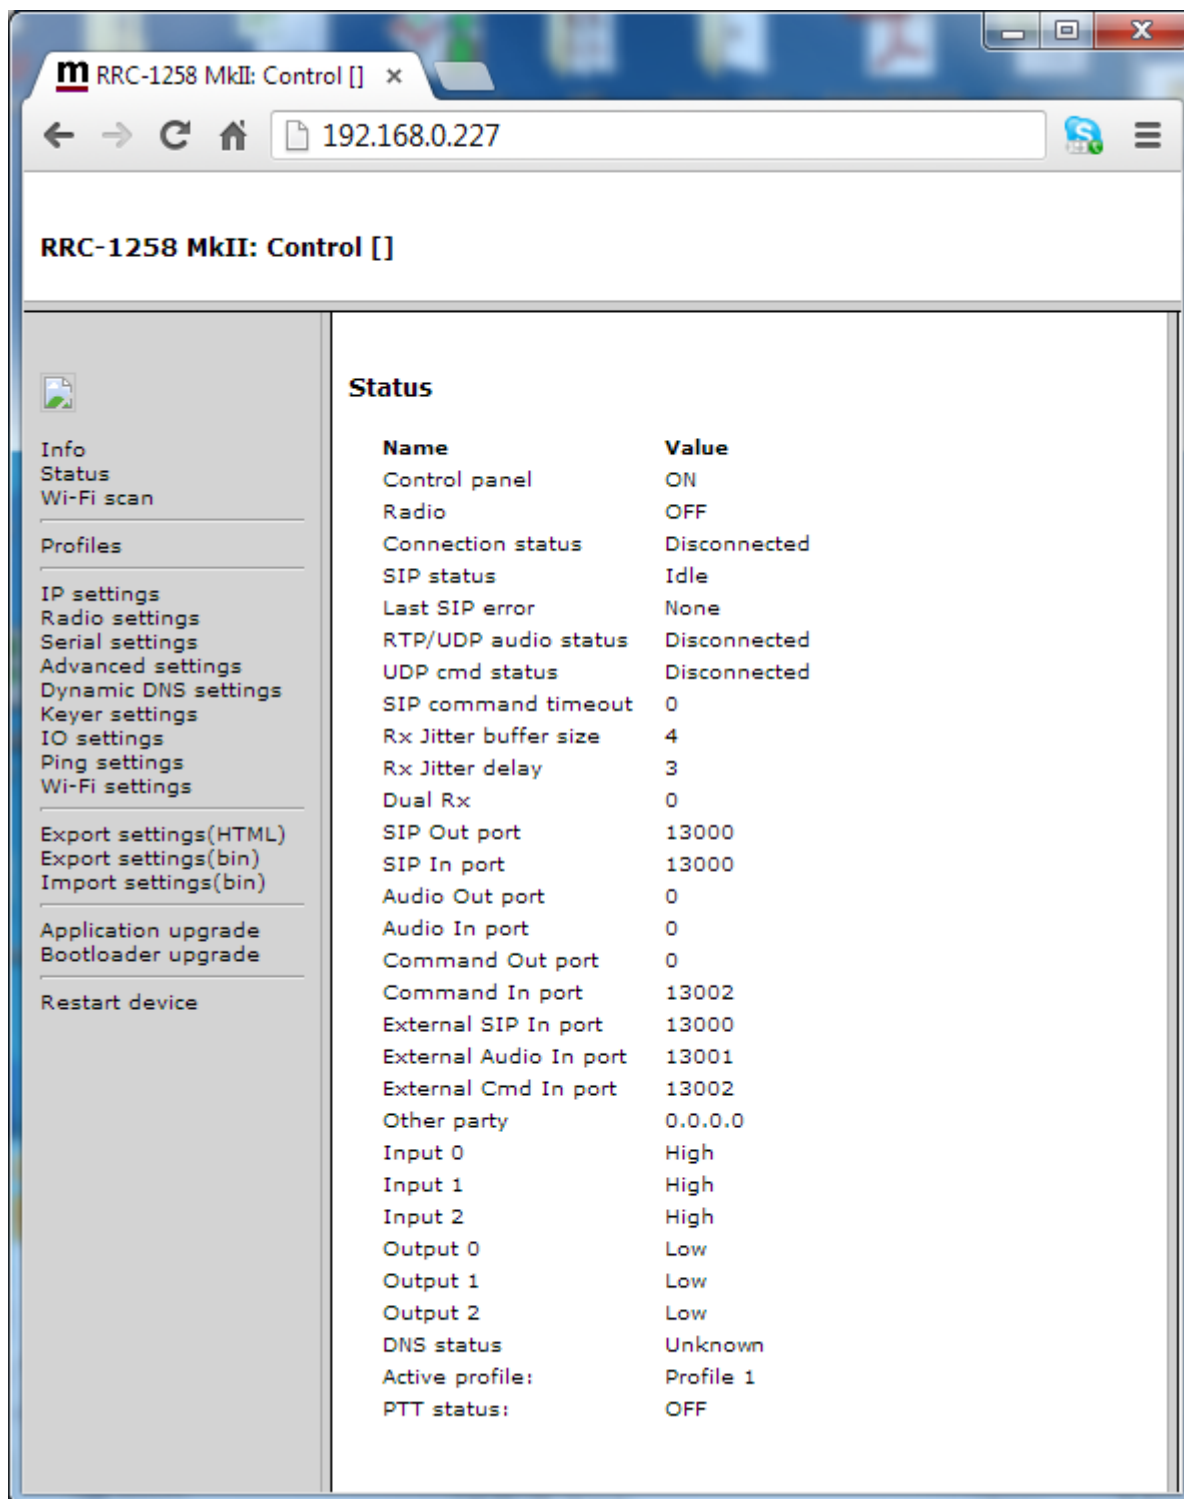 m RRC-1258 MkII: Control [] ×
192.168.0.227
RRC-1258 MkII: Control []
Info
Status
Wi-Fi scan
Profiles
IP settings
Radio settings
Serial settings
Advanced settings
Dynamic DNS settings
Keyer settings
IO settings
Ping settings
Wi-Fi settings
Export settings(HTML)
Export settings(bin)
Import settings(bin)
Application upgrade
Bootloader upgrade
Restart device
Status
Name Value
Control panel ON
Radio OFF
Connection status Disconnected
SIP status Idle
Last SIP error None
RTP/UDP audio status Disconnected
UDP cmd status Disconnected
SIP command timeout 0
Rx Jitter buffer size 4
Rx Jitter delay 3
Dual Rx 0
SIP Out port 13000
SIP In port 13000
Audio Out port 0
Audio In port 0
Command Out port 0
Command In port 13002
External SIP In port 13000
External Audio In port 13001
External Cmd In port 13002
Other party 0.0.0.0
Input 0 High
Input 1 High
Input 2 High
Output 0 Low
Output 1 Low
Output 2 Low
DNS status Unknown
Active profile: Profile 1
PTT status: OFF